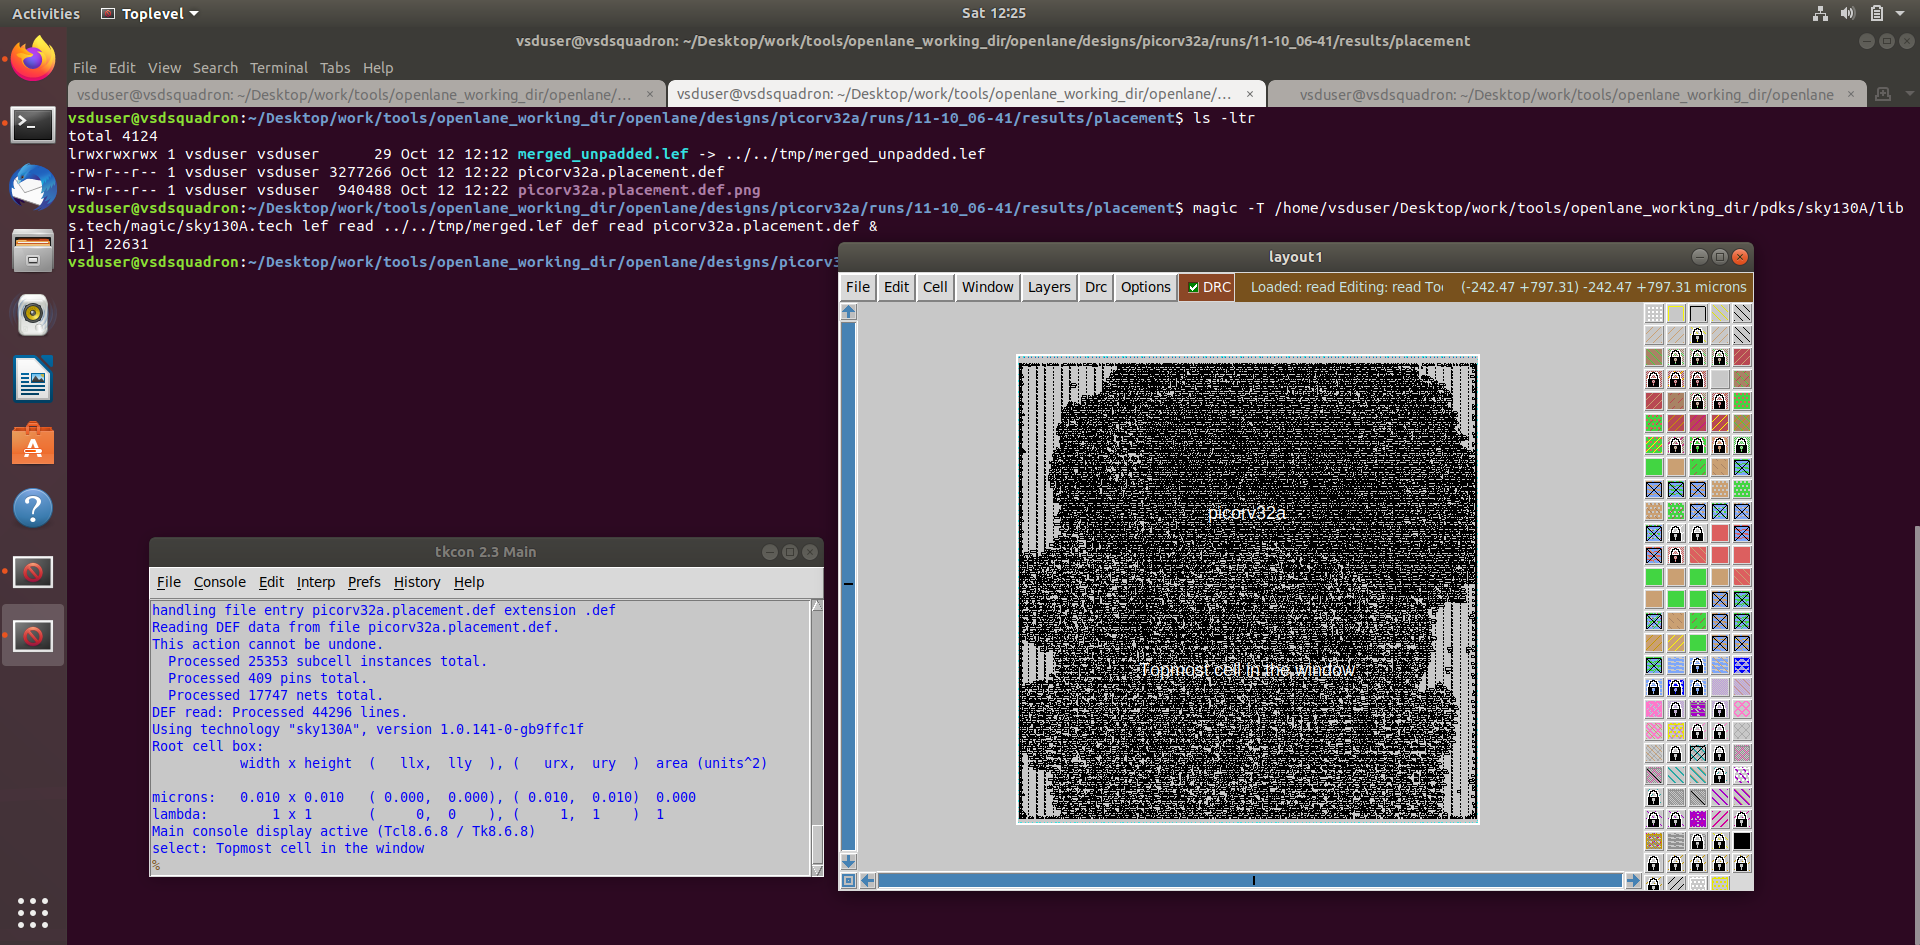 Activities
Toplevel
Sat 12:25
vsduser@vsdsquadron: ~/Desktop/work/tools/openlane_working_dir/openlane/designs/picorv32a/runs/11-10_06-41/results/placement
File Edit View Search Terminal Tabs Help
vsduser@vsdsquadron: ~/Desktop/work/tools/openlane_working_dir/openlane/... ×
vsduser@vsdsquadron: ~/Desktop/work/tools/openlane_working_dir/openlane/... ×
vsduser@vsdsquadron: ~/Desktop/work/tools/openlane_working_dir/openlane ×
vsduser@vsdsquadron:~/Desktop/work/tools/openlane_working_dir/openlane/designs/picorv32a/runs/11-10_06-41/results/placement$ ls -ltr
total 4124
lrwxrwxrwx 1 vsduser vsduser      29 Oct 12 12:12 merged_unpadded.lef -> ../../tmp/merged_unpadded.lef
-rw-r--r-- 1 vsduser vsduser 3277266 Oct 12 12:22 picorv32a.placement.def
-rw-r--r-- 1 vsduser vsduser  940488 Oct 12 12:22 picorv32a.placement.def.png
vsduser@vsdsquadron:~/Desktop/work/tools/openlane_working_dir/openlane/designs/picorv32a/runs/11-10_06-41/results/placement$ magic -T /home/vsduser/Desktop/work/tools/openlane_working_dir/pdks/sky130A/lib
s.tech/magic/sky130A.tech lef read ../../tmp/merged.lef def read picorv32a.placement.def &
[1] 22631
vsduser@vsdsquadron:~/Desktop/work/tools/openlane_working_dir/openlane/designs/picorv3
layout1
File Edit Cell Window Layers Drc Options DRC Loaded: read Editing: read Too (-242.47 +797.31) -242.47 +797.31 microns
picorv32a
Topmost cell in the window
tkcon 2.3 Main
File Console Edit Interp Prefs History Help
handling file entry picorv32a.placement.def extension .def
Reading DEF data from file picorv32a.placement.def.
This action cannot be undone.
  Processed 25353 subcell instances total.
  Processed 409 pins total.
  Processed 17747 nets total.
DEF read: Processed 44296 lines.
Using technology "sky130A", version 1.0.141-0-gb9ffc1f
Root cell box:
           width x height  (   llx,  lly  ), (   urx,  ury  )  area (units^2)
microns:   0.010 x 0.010   ( 0.000,  0.000), ( 0.010,  0.010)  0.000
lambda:        1 x 1       (     0,  0    ), (     1,  1    )  1
Main console display active (Tcl8.6.8 / Tk8.6.8)
select: Topmost cell in the window
%